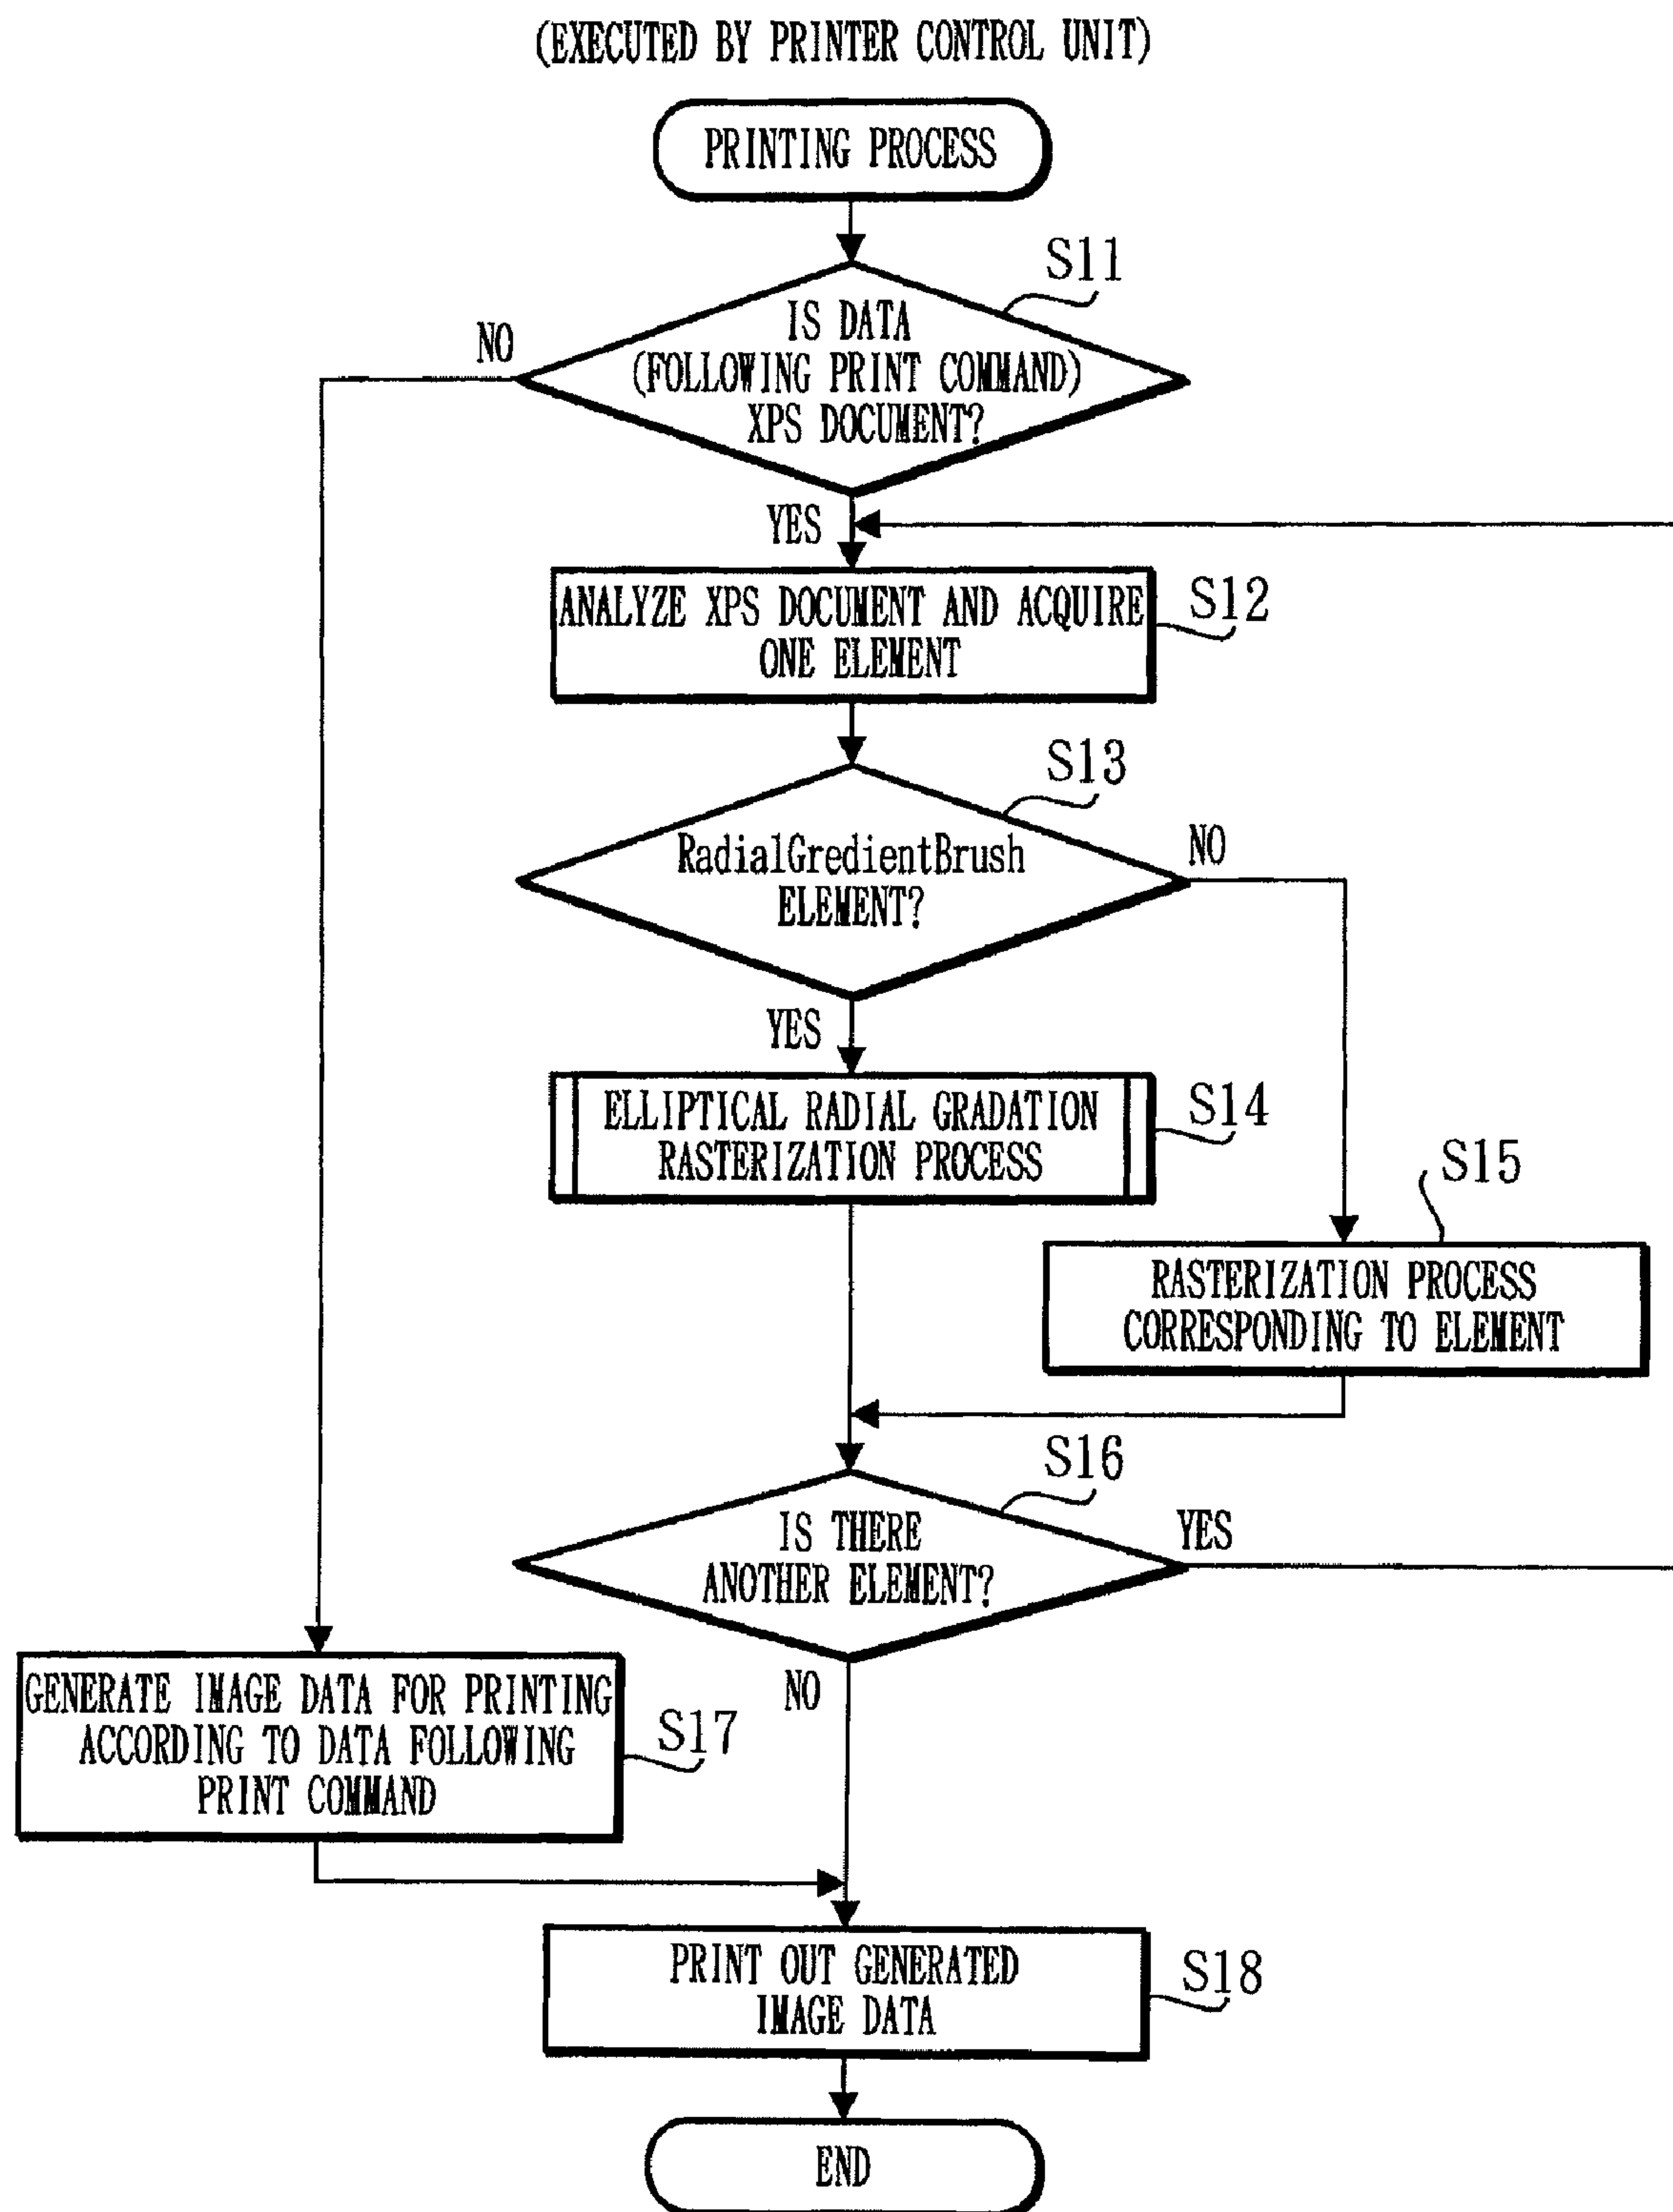 (EXECUTED BY PRINTER CONTROL UNIT)
PRINTING PROCESS
S11
IS DATA
(FOLLOWING PRINT COMMAND)
XPS DOCUMENT?
NO
YES
ANALYZE XPS DOCUMENT AND ACQUIRE
ONE ELEMENT
S12
S13
RadialGredientBrush
ELEMENT?
NO
YES
ELLIPTICAL RADIAL GRADATION
RASTERIZATION PROCESS
S14
S15
RASTERIZATION PROCESS
CORRESPONDING TO ELEMENT
S16
IS THERE
ANOTHER ELEMENT?
YES
NO
GENERATE IMAGE DATA FOR PRINTING
ACCORDING TO DATA FOLLOWING
PRINT COMMAND
S17
PRINT OUT GENERATED
IMAGE DATA
S18
END